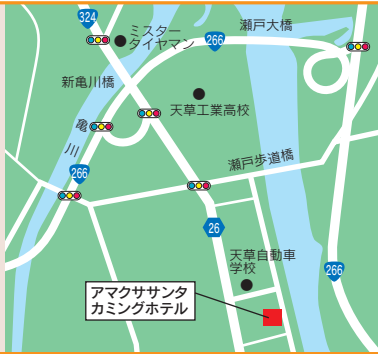 324
ミスター
タイヤマン
瀬戸大橋
266
新亀川橋
天草工業高校
亀川
瀬戸歩道橋
266
26
天草自動車
学校
266
アマクササンタ
カミングホテル